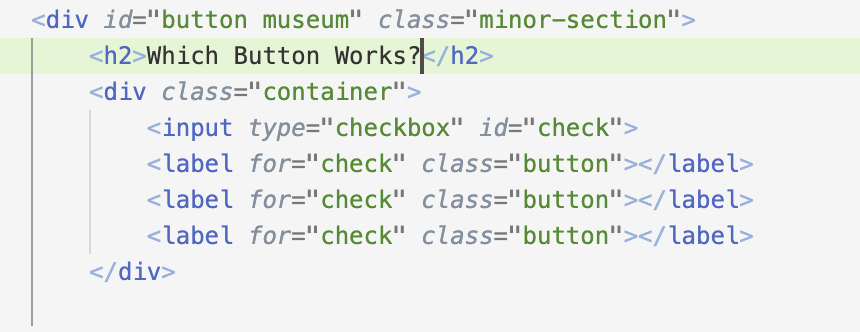 <div id="button museum" class="minor-section">
<h2>Which Button Works?</h2>
<div class="container">
<input type="checkbox" id="check">
<label for="check" class="button"></label>
<label for="check" class="button"></label>
<label for="check" class="button"></label>
</div>